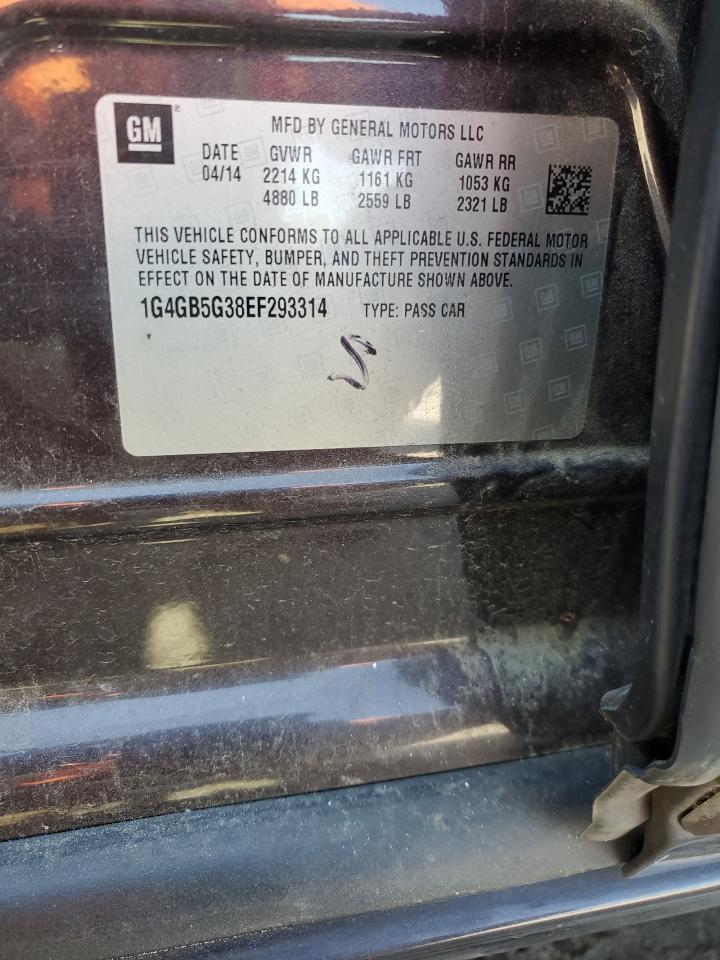 GM ®
MFD BY GENERAL MOTORS LLC
DATE GVWR GAWR FRT GAWR RR
04/14 2214 KG 1161 KG 1053 KG
4880 LB 2559 LB 2321 LB
THIS VEHICLE CONFORMS TO ALL APPLICABLE U.S. FEDERAL MOTOR
VEHICLE SAFETY, BUMPER, AND THEFT PREVENTION STANDARDS IN
EFFECT ON THE DATE OF MANUFACTURE SHOWN ABOVE.
1G4GB5G38EF293314 TYPE: PASS CAR